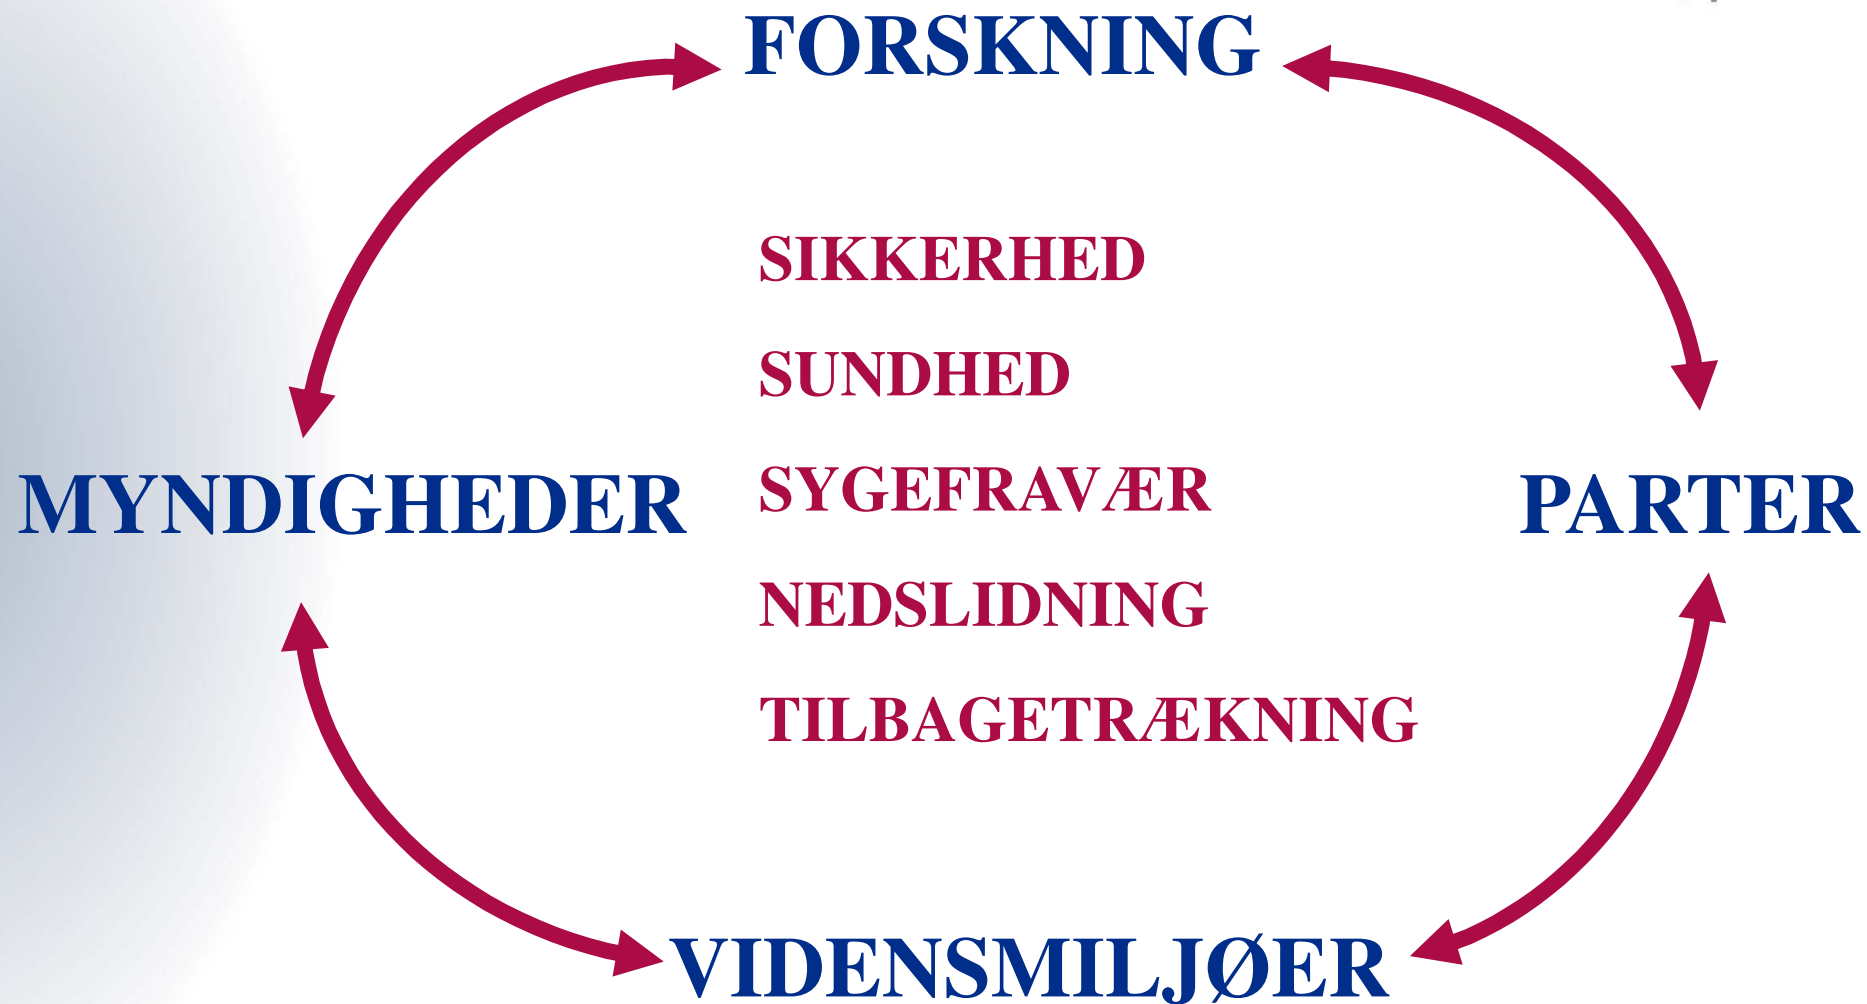 FORSKNING
SIKKERHED
SUNDHED
SYGEFRAVÆR
MYNDIGHEDER
PARTER
NEDSLIDNING
TILBAGETRÆKNING
VIDENSMILJØER